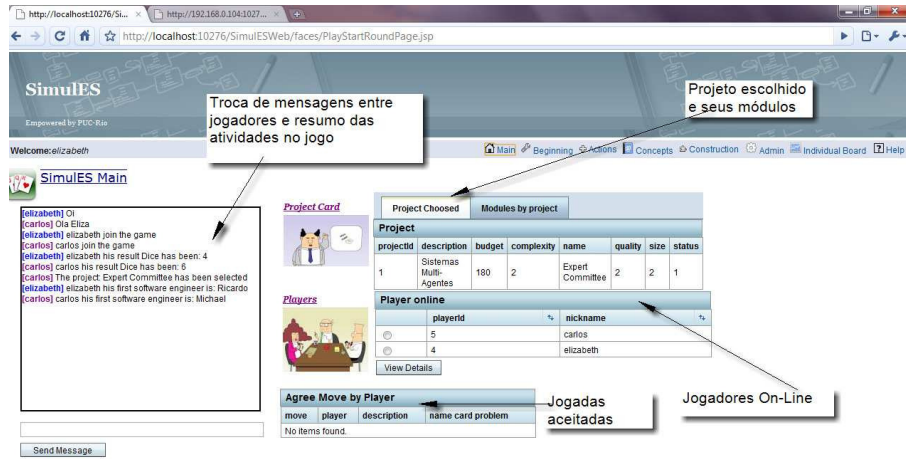 http://localhost:10276/Si...
http://192.168.0.104:1027...
http://localhost:10276/SimulESWeb/faces/PlayStartRoundPage.jsp
SimulES
Empowered by PUC-Rio
Troca de mensagens entre
jogadores e resumo das
atividades no jogo
Projeto escolhido
e seus módulos
Welcome:elizabeth
Main Beginning Actions Concepts Construction Admin Individual Board Help
SimulES Main
[elizabeth] Oi
[carlos] Ola Eliza
[elizabeth] elizabeth join the game
[carlos] carlos join the game
[elizabeth] elizabeth his result Dice has been: 4
[carlos] carlos his result Dice has been: 6
[carlos] The project: Expert Committee has been selected
[elizabeth] elizabeth his first software engineer is: Ricardo
[carlos] carlos his first software engineer is: Michael
Send Message
Project Card
Project Choosed Modules by project
Project
projectId description budget complexity name quality size status
1 Sistemas Multi-Agentes 180 2 Expert Committee 2 2 1
Players
Player online
playerId nickname
5 carlos
4 elizabeth
View Details
Agree Move by Player
move player description name card problem
No items found.
Jogadas
aceitadas
Jogadores On-Line